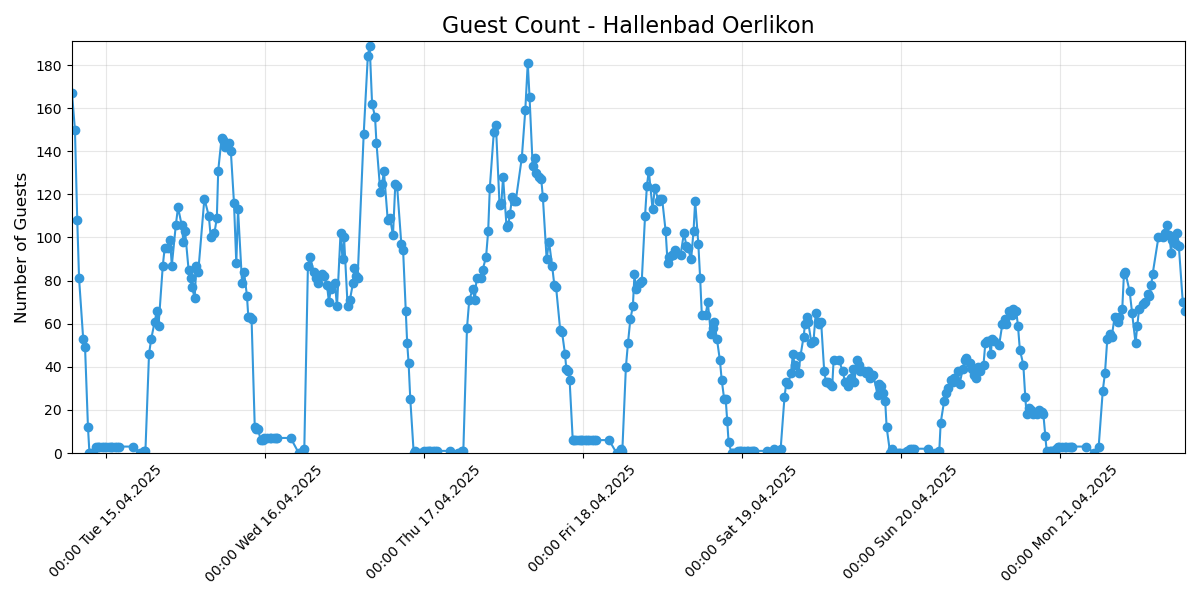 Guest Count - Hallenbad Oerlikon
Number of Guests
180
160
140
120
100
80
60
40
20
0
00:00 Tue 15.04.2025
00:00 Wed 16.04.2025
00:00 Thu 17.04.2025
00:00 Fri 18.04.2025
00:00 Sat 19.04.2025
00:00 Sun 20.04.2025
00:00 Mon 21.04.2025